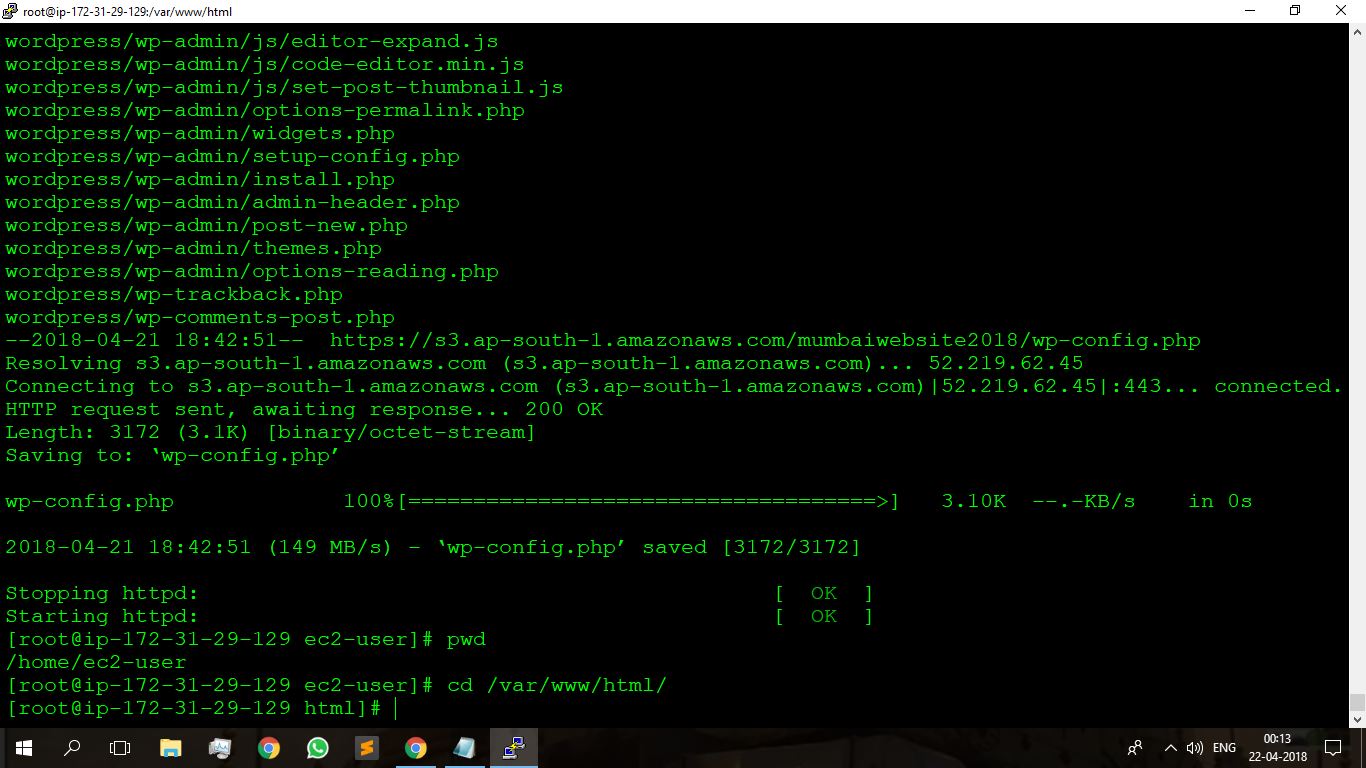 root@ip-172-31-29-129:/var/www/html
wordpress/wp-admin/js/editor-expand.js
wordpress/wp-admin/js/code-editor.min.js
wordpress/wp-admin/js/set-post-thumbnail.js
wordpress/wp-admin/options-permalink.php
wordpress/wp-admin/widgets.php
wordpress/wp-admin/setup-config.php
wordpress/wp-admin/install.php
wordpress/wp-admin/admin-header.php
wordpress/wp-admin/post-new.php
wordpress/wp-admin/themes.php
wordpress/wp-admin/options-reading.php
wordpress/wp-trackback.php
wordpress/wp-comments-post.php
--2018-04-21 18:42:51--  https://s3.ap-south-1.amazonaws.com/mumbaiwebsite2018/wp-config.php
Resolving s3.ap-south-1.amazonaws.com (s3.ap-south-1.amazonaws.com)... 52.219.62.45
Connecting to s3.ap-south-1.amazonaws.com (s3.ap-south-1.amazonaws.com)|52.219.62.45|:443... connected.
HTTP request sent, awaiting response... 200 OK
Length: 3172 (3.1K) [binary/octet-stream]
Saving to: ‘wp-config.php’
wp-config.php             100%[====================================>]   3.10K  --.-KB/s    in 0s
2018-04-21 18:42:51 (149 MB/s) - ‘wp-config.php’ saved [3172/3172]
Stopping httpd:                                            [  OK  ]
Starting httpd:                                            [  OK  ]
[root@ip-172-31-29-129 ec2-user]# pwd
/home/ec2-user
[root@ip-172-31-29-129 ec2-user]# cd /var/www/html/
[root@ip-172-31-29-129 html]#
ENG
00:13
22-04-2018